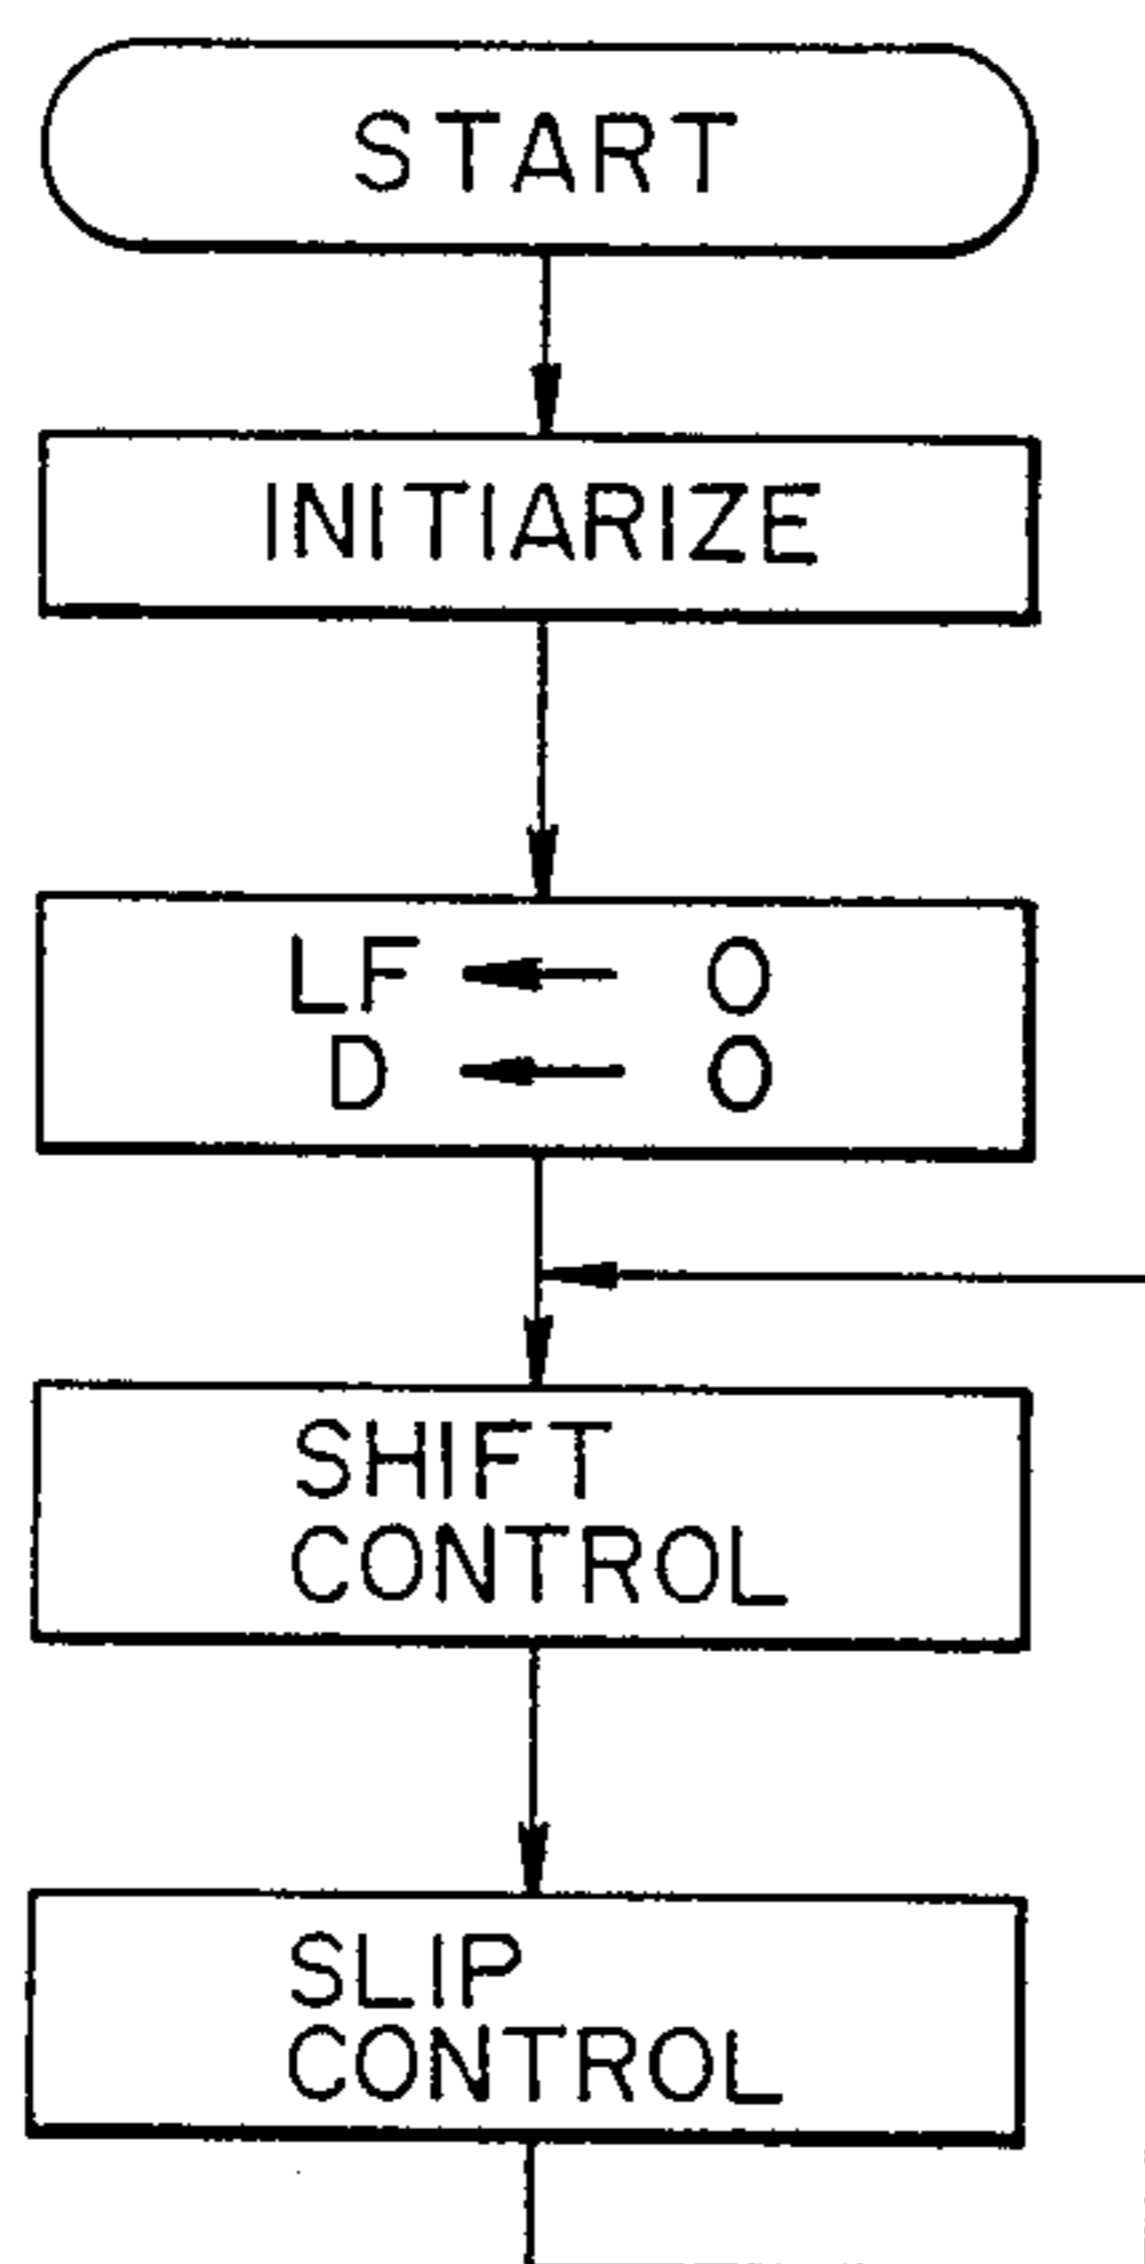 START
INITIARIZE
LF ← 0
D ← 0
SHIFT
CONTROL
SLIP
CONTROL